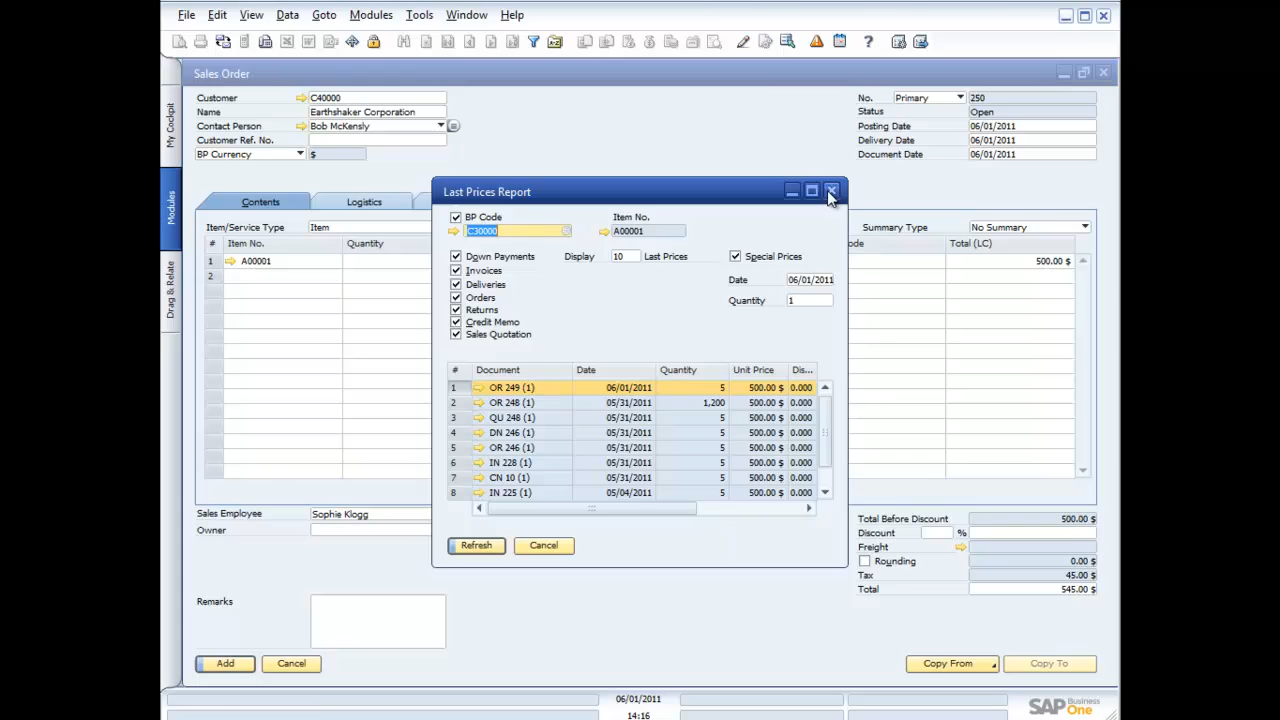 File Edit View Data Goto Modules Tools Window Help
Sales Order
My Cockpit
Modules
Drag & Relate
Customer C40000
Name Earthshaker Corporation
Contact Person Bob McKensly
Customer Ref. No.
BP Currency $
No. Primary 250
Status Open
Posting Date 06/01/2011
Delivery Date 06/01/2011
Document Date 06/01/2011
Contents Logistics
Item/Service Type Item
Summary Type No Summary
# Item No. Quantity ode Total (LC)
1 A00001 500.00 $
2
Last Prices Report
BP Code Item No.
C30000 A00001
Down Payments Display 10 Last Prices Special Prices
Invoices
Date 06/01/2011
Deliveries
Orders
Quantity 1
Returns
Credit Memo
Sales Quotation
# Document Date Quantity Unit Price Dis...
1 OR 249 (1) 06/01/2011 5 500.00 $ 0.000
2 OR 248 (1) 05/31/2011 1,200 500.00 $ 0.000
3 QU 248 (1) 05/31/2011 5 500.00 $ 0.000
4 DN 246 (1) 05/31/2011 5 500.00 $ 0.000
5 OR 246 (1) 05/31/2011 5 500.00 $ 0.000
6 IN 228 (1) 05/31/2011 5 500.00 $ 0.000
7 CN 10 (1) 05/31/2011 5 500.00 $ 0.000
8 IN 225 (1) 05/04/2011 5 500.00 $ 0.000
Refresh Cancel
Sales Employee Sophie Klogg
Owner
Remarks
Total Before Discount 500.00 $
Discount %
Freight
Rounding 0.00 $
Tax 45.00 $
Total 545.00 $
Add Cancel Copy From Copy To
06/01/2011
14:16
SAP Business One